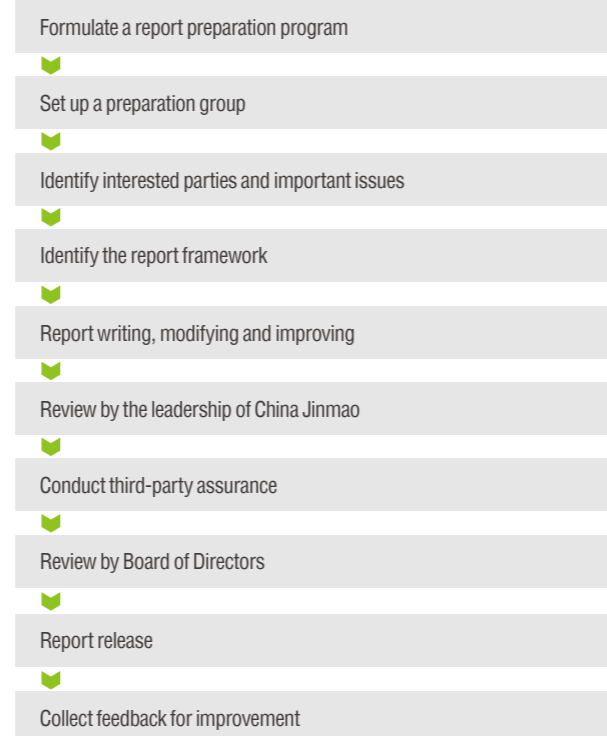 Formulate a report preparation program
Set up a preparation group
Identify interested parties and important issues
Identify the report framework
Report writing, modifying and improving
Review by the leadership of China Jinmao
Conduct third-party assurance
Review by Board of Directors
Report release
Collect feedback for improvement